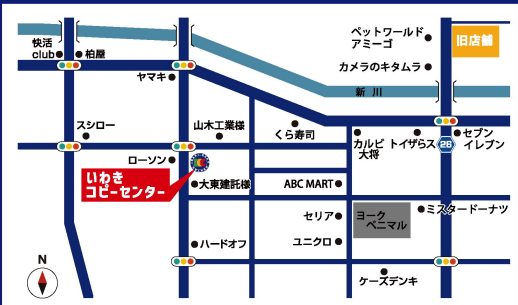 ペットワールド
アミーゴ
旧店舗
快活
club
柏屋
カメラのキタムラ
ヤマキ
新 川
スシロー
山木工業様
くら寿司
カルビ
大将
トイザらス
26
セブン
イレブン
ローソン
いわき
コピーセンター
大東建託様
ABC MART
セリア
ヨーク
ベニマル
ミスタードーナツ
ハードオフ
ユニクロ
ケーズデンキ
N